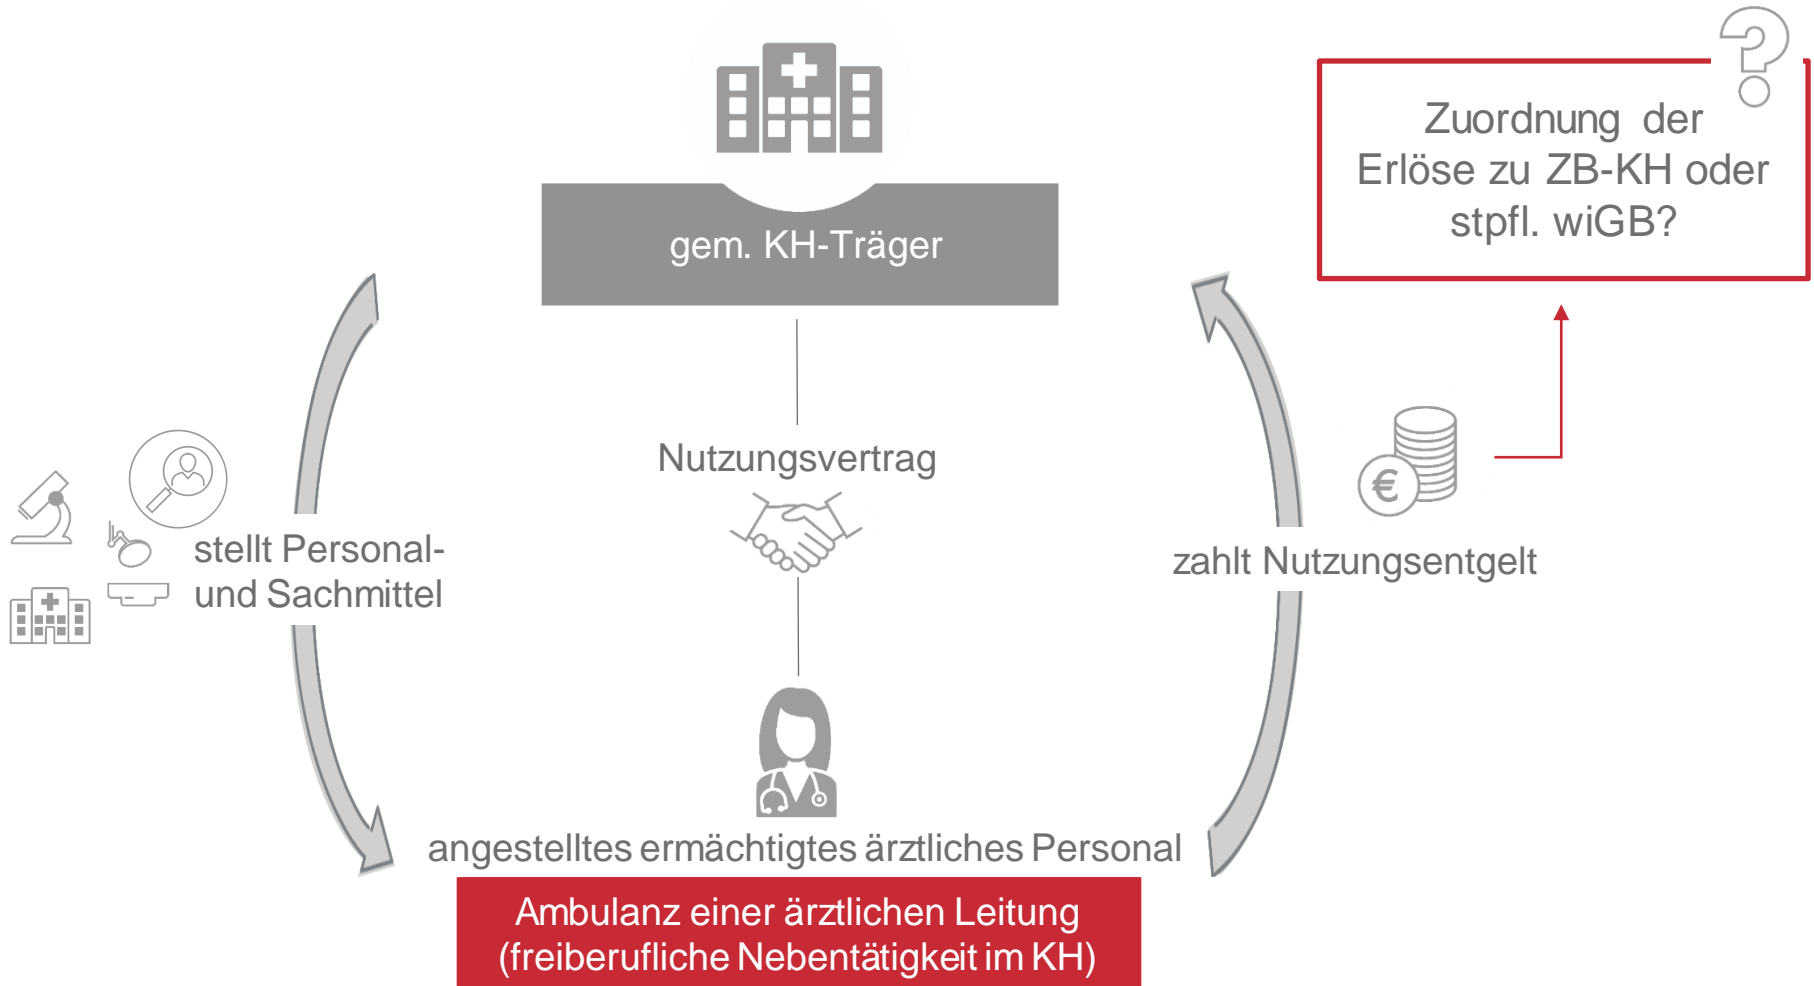 gem. KH-Träger
Zuordnung der
Erlöse zu ZB-KH oder
stpfl. wiGB?
Nutzungsvertrag
stellt Personal-
und Sachmittel
zahlt Nutzungsentgelt
€
angestelltes ermächtigtes ärztliches Personal
Ambulanz einer ärztlichen Leitung
(freiberufliche Nebentätigkeit im KH)